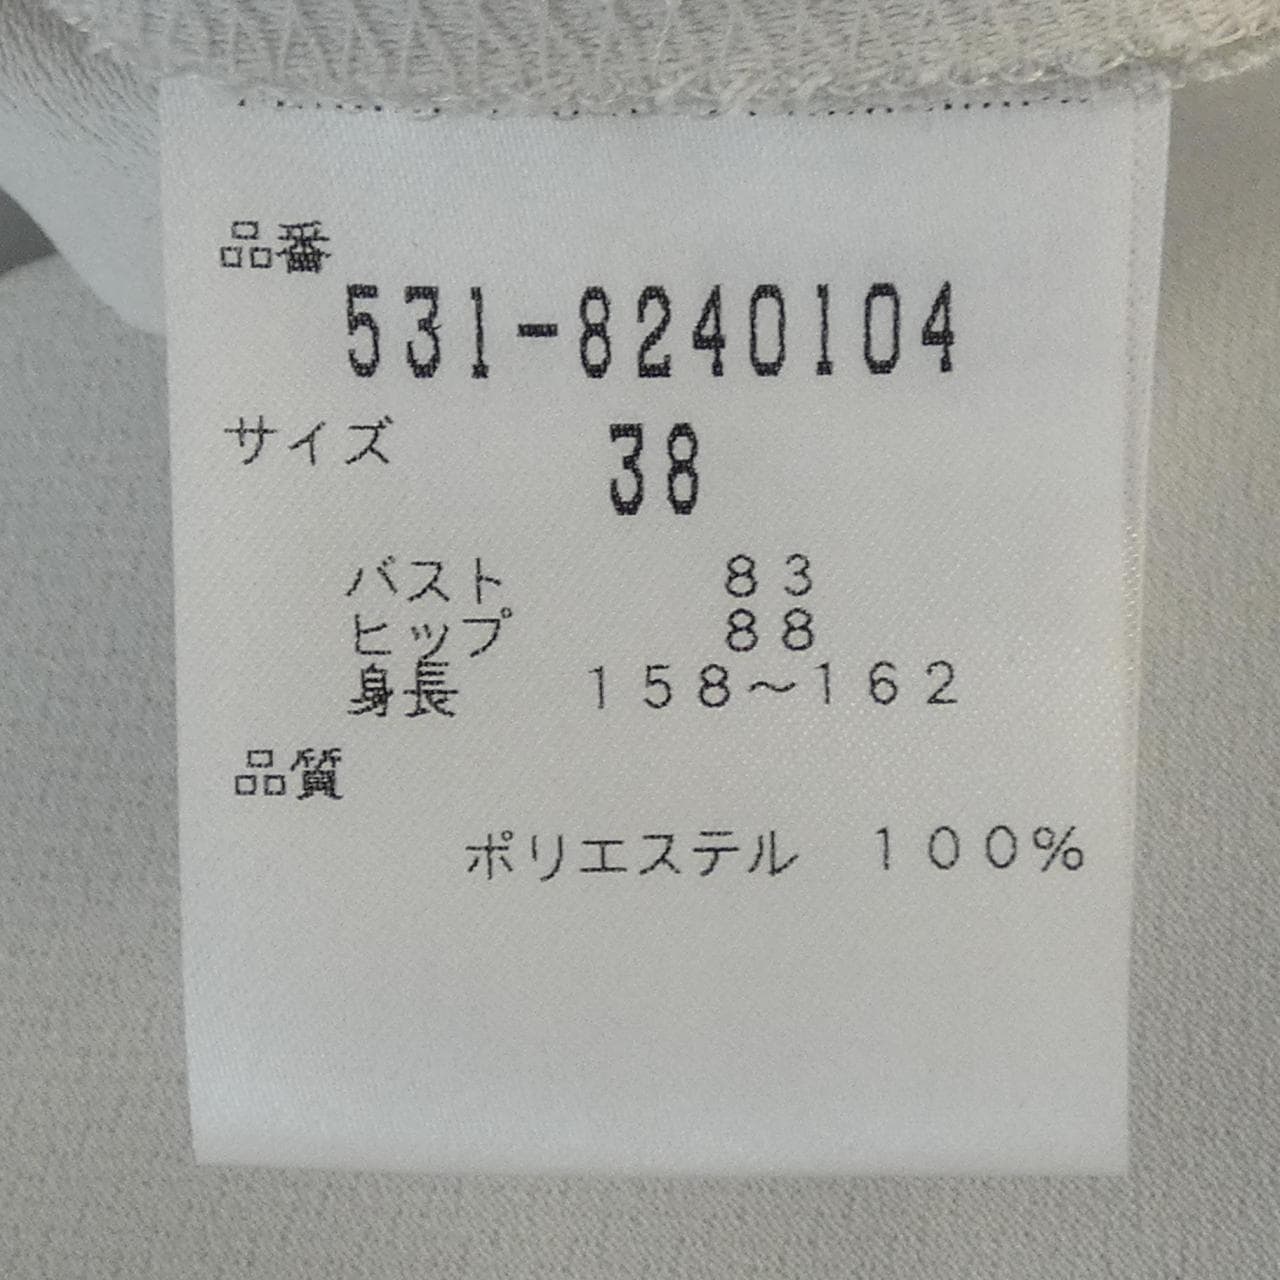 品番
531-8240104
サイズ 38
バスト 83
ヒップ 88
身長 158~162
品質
ポリエステル 100%